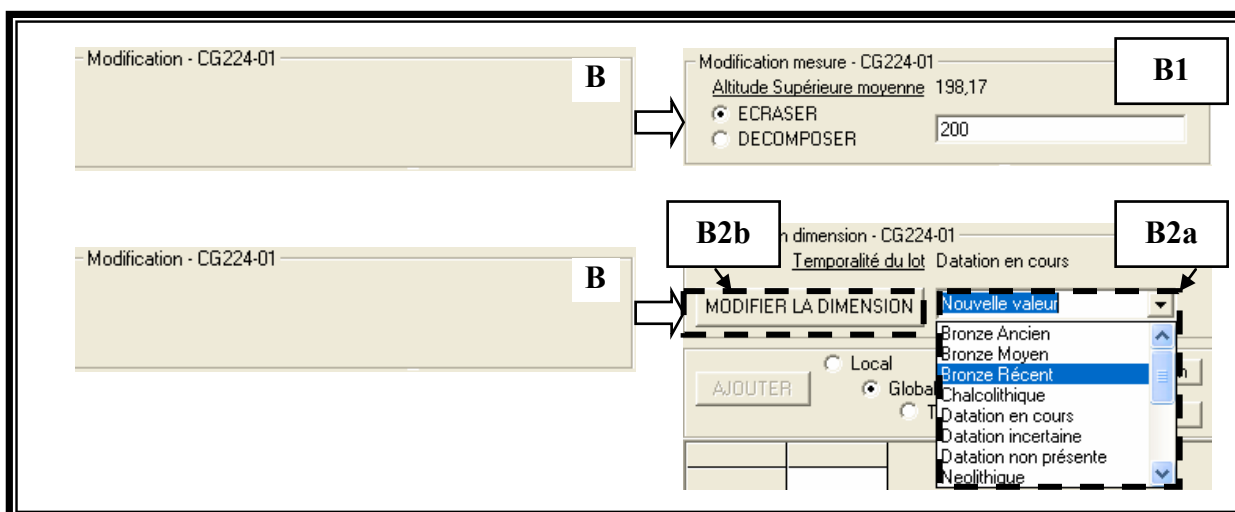 Modification - CG224-01
B
Modification mesure - CG224-01
B1
Altitude Supérieure moyenne 198,17
ECRASER
DECOMPOSER
200
Modification - CG224-01
B
B2b
n dimension - CG224-01
B2a
Temporalité du lot Datation en cours
MODIFIER LA DIMENSION
Nouvelle valeur
Bronze Ancien
Bronze Moyen
Bronze Récent
Chalcolithique
Datation en cours
Datation incertaine
Datation non présente
Neolithique
AJOUTER
Local
Global
T
n